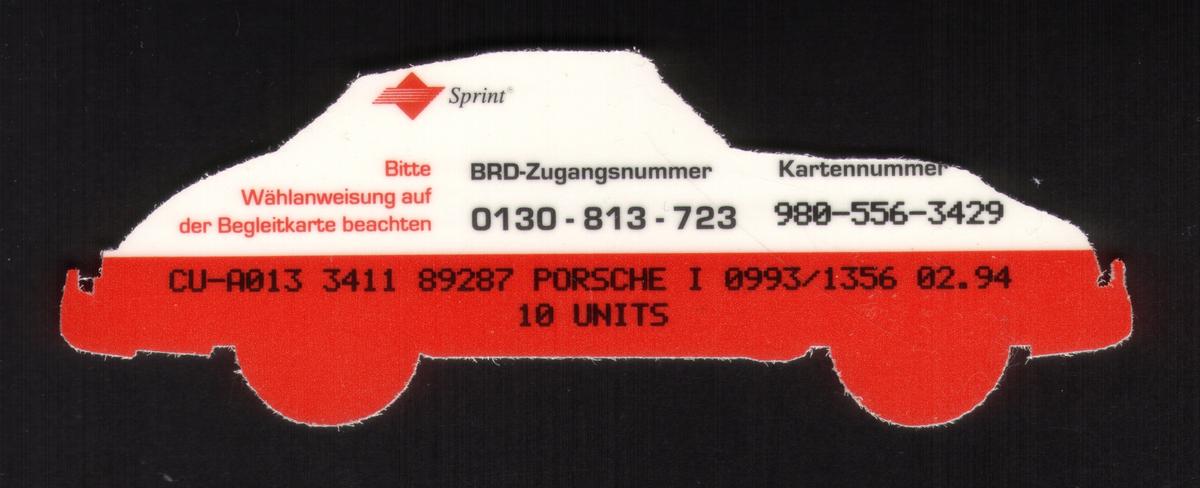 Sprint®
Bitte
Wählanweisung auf
der Begleitkarte beachten
BRD-Zugangsnummer
0130 - 813 - 723
Kartennummer
980-556-3429
CU-A013 3411 89287 PORSCHE I 0993/1356 02.94
10 UNITS